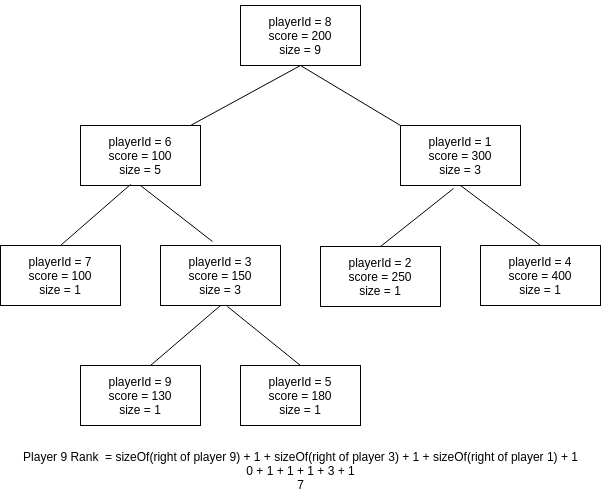 playerId = 8
score = 200
size = 9
playerId = 6
score = 100
size = 5
playerId = 1
score = 300
size = 3
playerId = 7
score = 100
size = 1
playerId = 3
score = 150
size = 3
playerId = 2
score = 250
size = 1
playerId = 4
score = 400
size = 1
playerId = 9
score = 130
size = 1
playerId = 5
score = 180
size = 1
Player 9 Rank = sizeOf(right of player 9) + 1 + sizeOf(right of player 3) + 1 + sizeOf(right of player 1) + 1
0 + 1 + 1 + 1 + 3 + 1
7